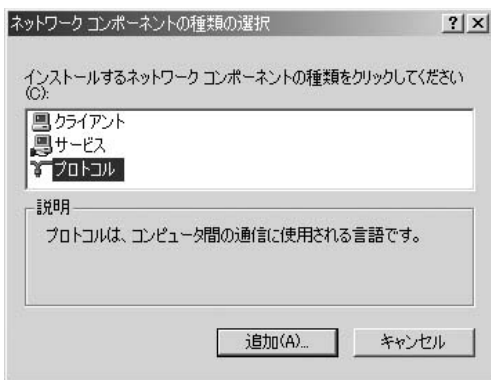 ネットワーク コンポーネントの種類の選択
インストールするネットワーク コンポーネントの種類をクリックしてください
(C):
クライアント
サービス
プロトコル
説明
プロトコルは、コンピュータ間の通信に使用される言語です。
追加(A)...
キャンセル